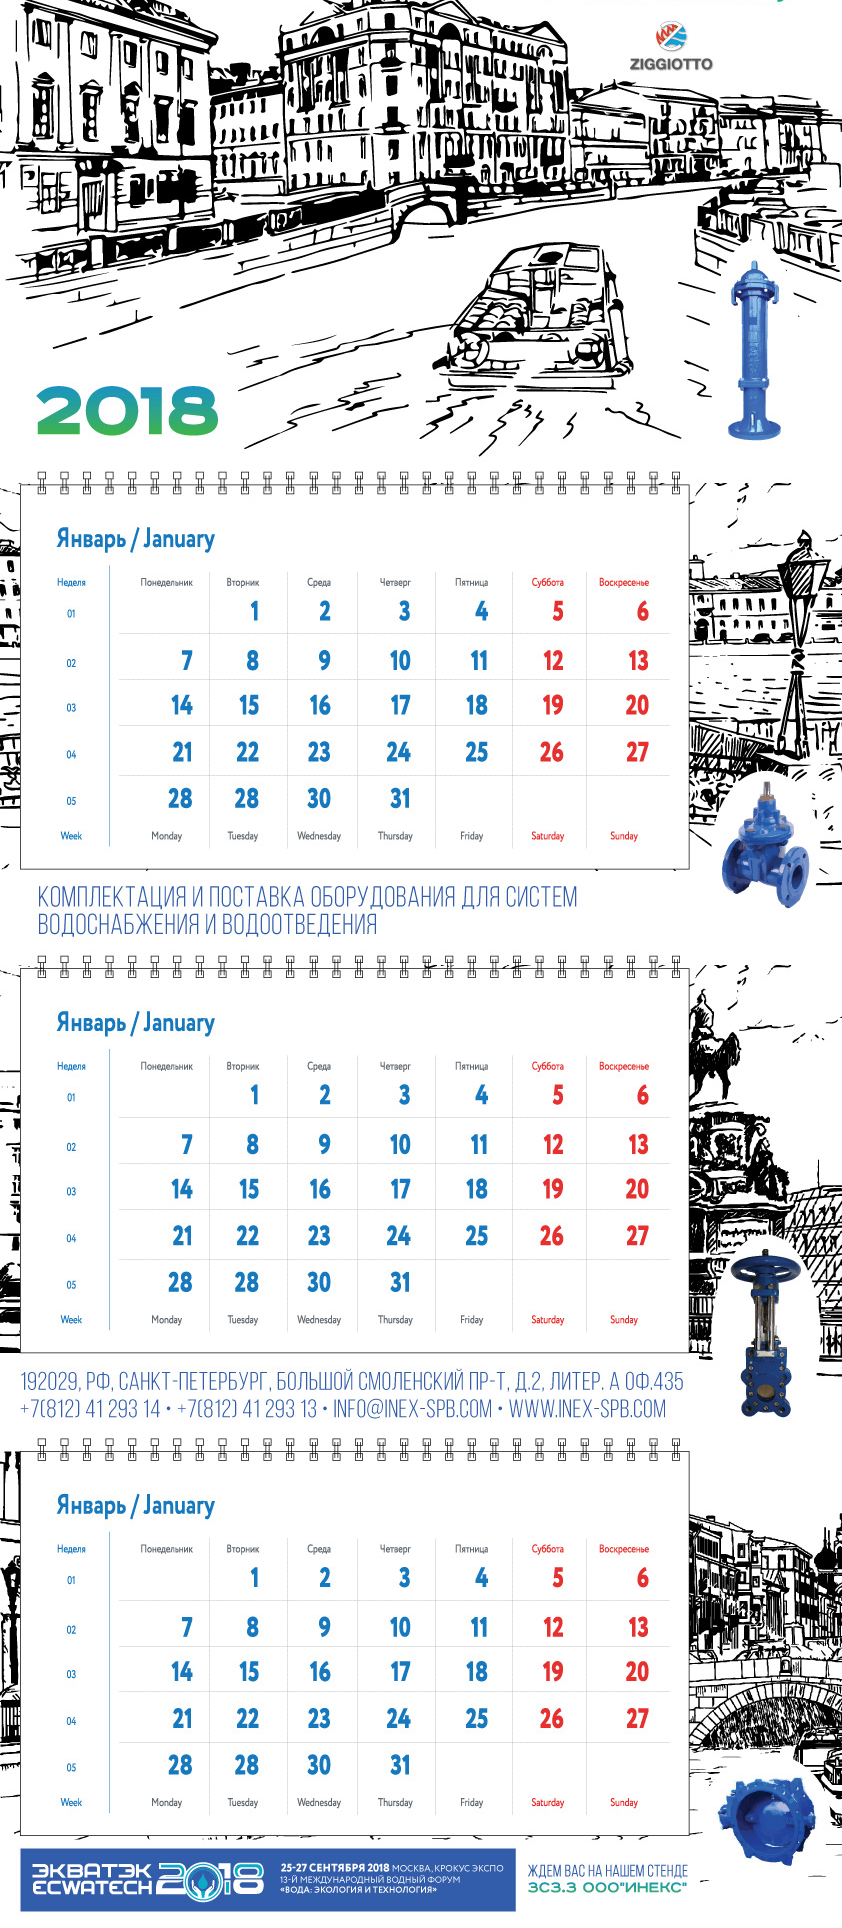 ZIGGIOTTO
2018
Январь / January
Неделя Понедельник Вторник Среда Четверг Пятница Суббота Воскресенье
01 1 2 3 4 5 6
02 7 8 9 10 11 12 13
03 14 15 16 17 18 19 20
04 21 22 23 24 25 26 27
05 28 28 30 31
Week Monday Tuesday Wednesday Thursday Friday Saturday Sunday
КОМПЛЕКТАЦИЯ И ПОСТАВКА ОБОРУДОВАНИЯ ДЛЯ СИСТЕМ
ВОДОСНАБЖЕНИЯ И ВОДООТВЕДЕНИЯ
Январь / January
Неделя Понедельник Вторник Среда Четверг Пятница Суббота Воскресенье
01 1 2 3 4 5 6
02 7 8 9 10 11 12 13
03 14 15 16 17 18 19 20
04 21 22 23 24 25 26 27
05 28 28 30 31
Week Monday Tuesday Wednesday Thursday Friday Saturday Sunday
192029, РФ, САНКТ-ПЕТЕРБУРГ, БОЛЬШОЙ СМОЛЕНСКИЙ ПР-Т, Д.2, ЛИТЕР. А ОФ.435
+7(812) 41 293 14 • +7(812) 41 293 13 • INFO@INEX-SPB.COM • WWW.INEX-SPB.COM
Январь / January
Неделя Понедельник Вторник Среда Четверг Пятница Суббота Воскресенье
01 1 2 3 4 5 6
02 7 8 9 10 11 12 13
03 14 15 16 17 18 19 20
04 21 22 23 24 25 26 27
05 28 28 30 31
Week Monday Tuesday Wednesday Thursday Friday Saturday Sunday
ЭКВАТЭК
ECWATECH
2018
25-27 СЕНТЯБРЯ 2018 МОСКВА, КРОКУС ЭКСПО
13-Й МЕЖДУНАРОДНЫЙ ВОДНЫЙ ФОРУМ
«ВОДА: ЭКОЛОГИЯ И ТЕХНОЛОГИЯ»
ЖДЕМ ВАС НА НАШЕМ СТЕНДЕ
3C3.3 ООО"ИНЕКС"